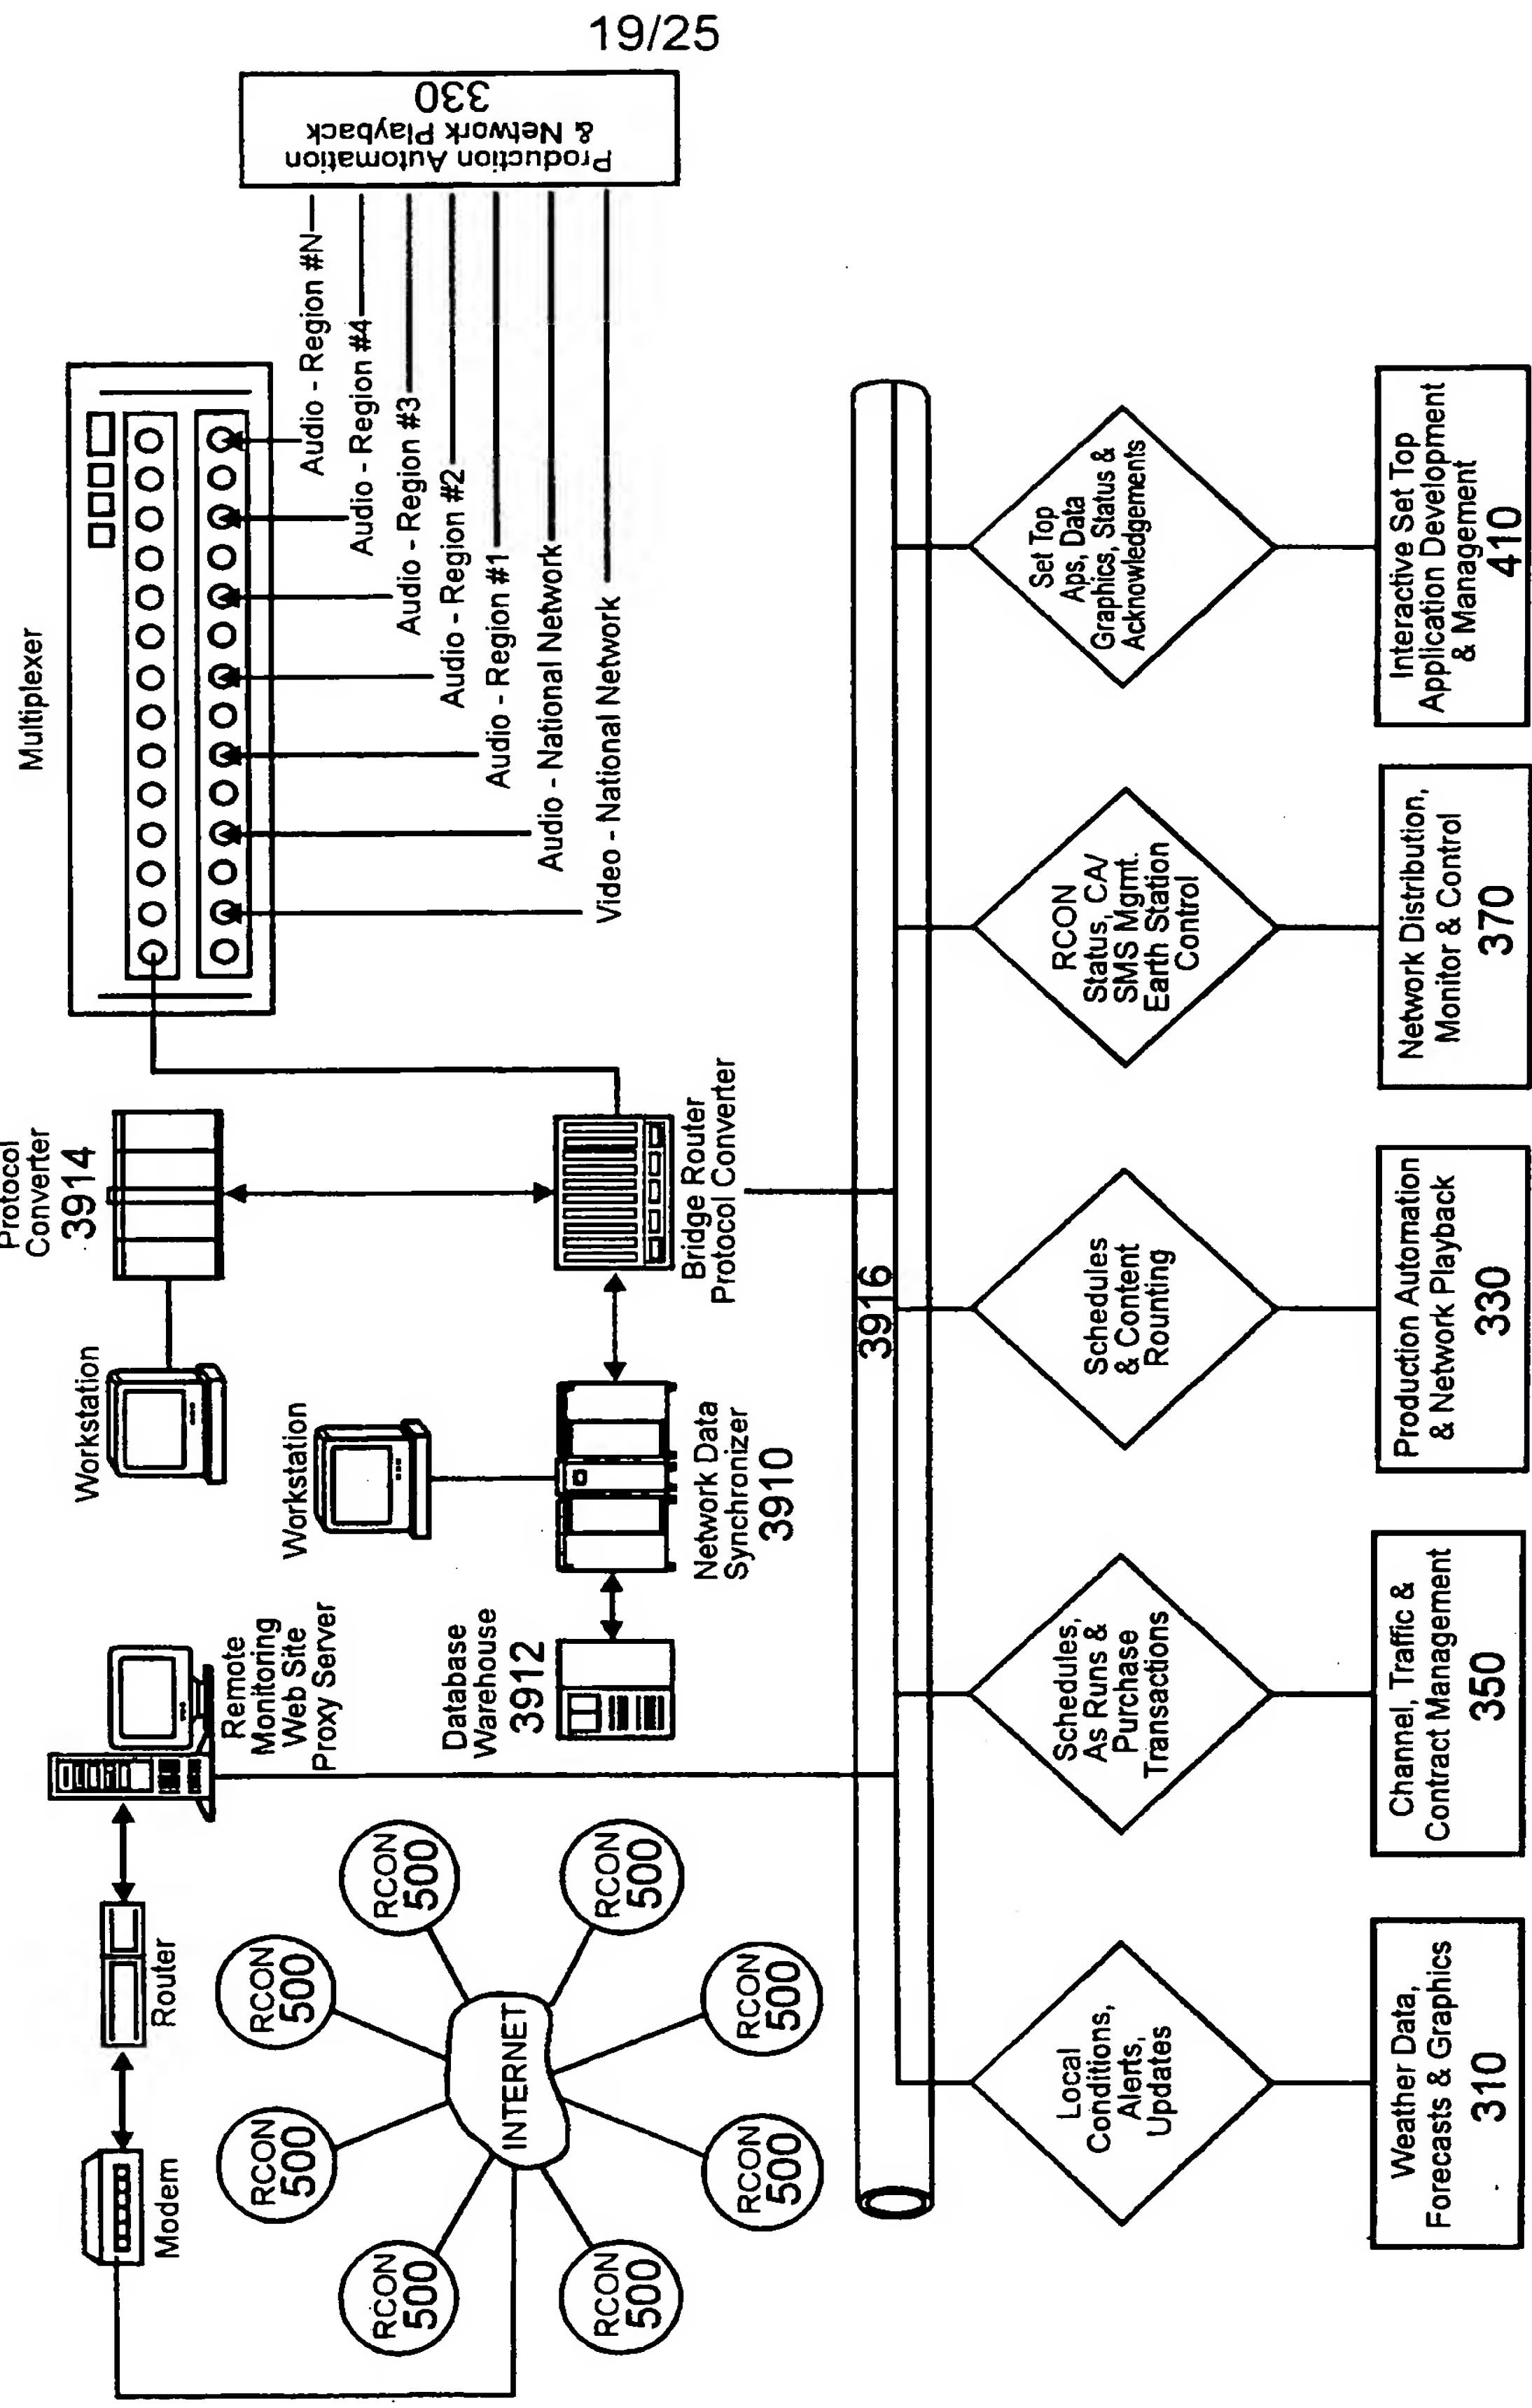 19/25
Production Automation
& Network Playback
330
Multiplexer
Audio - Region #N
Audio - Region #4
Audio - Region #3
Audio - Region #2
Audio - Region #1
Audio - National Network
Video - National Network
Protocol
Converter
3914
Workstation
Bridge Router
Protocol Converter
Workstation
Network Data
Synchronizer
3910
Database
Warehouse
3912
Remote
Monitoring
Web Site
Proxy Server
Router
Modem
RCON
500
RCON
500
RCON
500
RCON
500
RCON
500
RCON
500
RCON
500
RCON
500
INTERNET
3916
Local
Conditions,
Alerts,
Updates
Schedules,
As Runs &
Purchase
Transactions
Schedules
& Content
Rounting
RCON
Status, CA/
SMS Mgmt.
Earth Station
Control
Set Top
Aps, Data
Graphics, Status &
Acknowledgements
Weather Data,
Forecasts & Graphics
310
Channel, Traffic &
Contract Management
350
Production Automation
& Network Playback
330
Network Distribution,
Monitor & Control
370
Interactive Set Top
Application Development
& Management
410